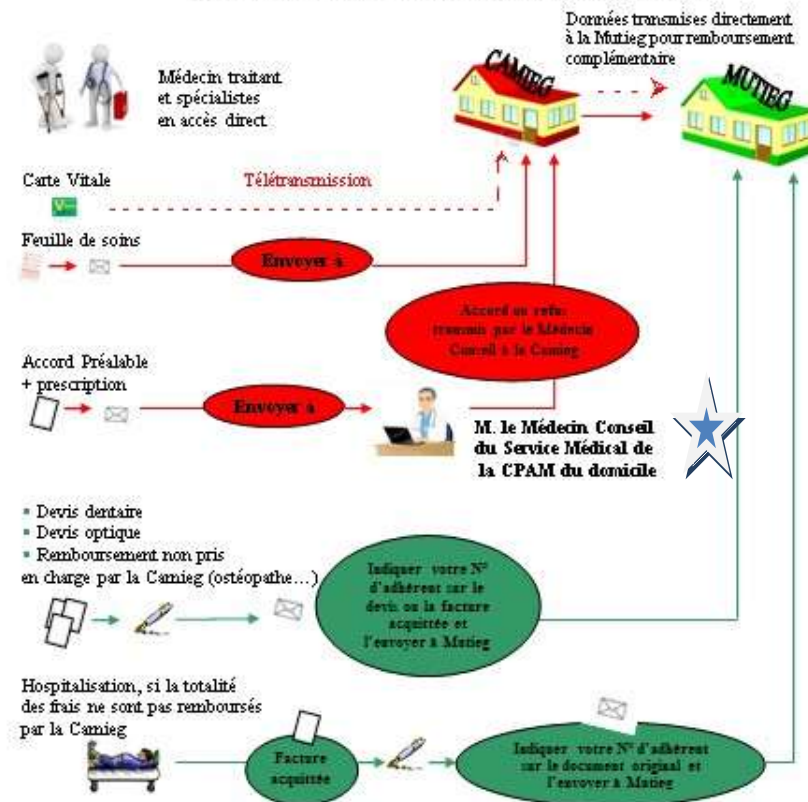 Données transmises directement
à la Mutieg pour remboursement
complémentaire
CAMIEG
MUTIEG
Médecin traitant
et spécialistes
en accès direct
Carte Vitale
Télétransmission
Feuille de soins
Envoyer à
Accord ou refus
transmis par le Médecin
Conseil à la Camieg
Accord Préalable
+ prescription
Envoyer à
M. le Médecin Conseil
du Service Médical de
la CPAM du domicile
▪ Devis dentaire
▪ Devis optique
▪ Remboursement non pris
en charge par la Camieg (ostéopathe…)
Indiquer votre N°
d'adhérent sur le
devis ou la facture
acquittée et
l'envoyer à Mutieg
Hospitalisation, si la totalité
des frais ne sont pas remboursés
par la Camieg
Facture
acquittée
Indiquer votre N° d'adhérent
sur le document original et
l'envoyer à Mutieg